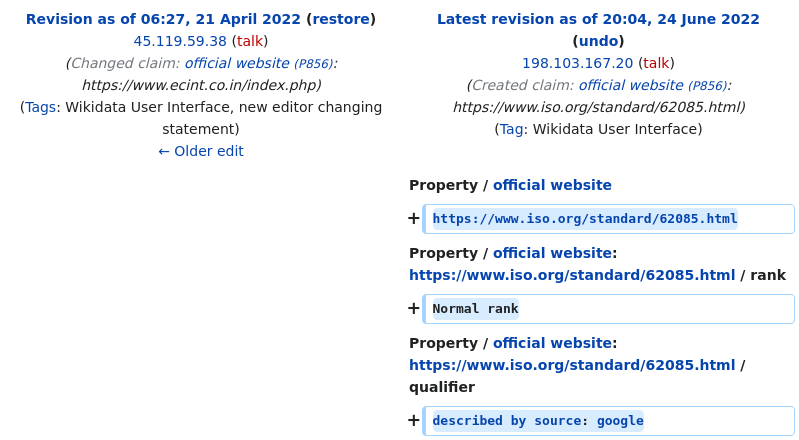 Revision as of 06:27, 21 April 2022 (restore)
45.119.59.38 (talk)
(Changed claim: official website (P856):
https://www.ecint.co.in/index.php)
(Tags: Wikidata User Interface, new editor changing
statement)
← Older edit
Latest revision as of 20:04, 24 June 2022
(undo)
198.103.167.20 (talk)
(Created claim: official website (P856):
https://www.iso.org/standard/62085.html)
(Tag: Wikidata User Interface)
Property / official website
+ https://www.iso.org/standard/62085.html
Property / official website:
https://www.iso.org/standard/62085.html / rank
+ Normal rank
Property / official website:
https://www.iso.org/standard/62085.html /
qualifier
+ described by source: google